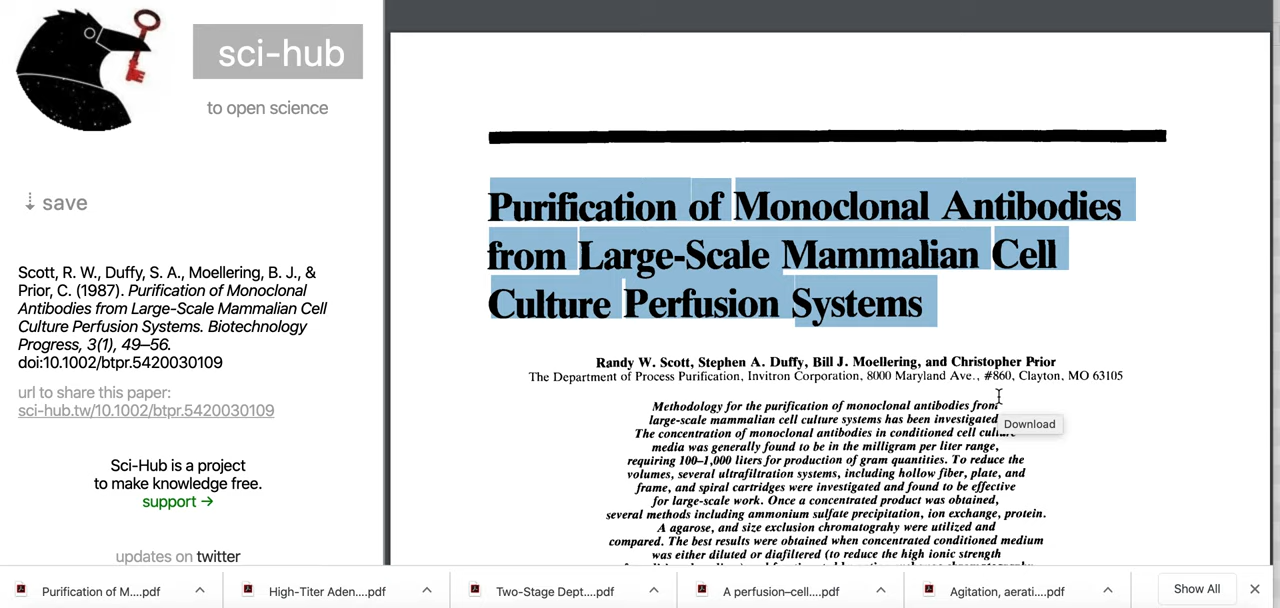 sci-hub
to open science
⇣ save
Scott, R. W., Duffy, S. A., Moellering, B. J., &
Prior, C. (1987). Purification of Monoclonal
Antibodies from Large-Scale Mammalian Cell
Culture Perfusion Systems. Biotechnology
Progress, 3(1), 49–56.
doi:10.1002/btpr.5420030109
url to share this paper:
sci-hub.tw/10.1002/btpr.5420030109
Sci-Hub is a project
to make knowledge free.
support →
updates on twitter
Purification of Monoclonal Antibodies
from Large-Scale Mammalian Cell
Culture Perfusion Systems
Randy W. Scott, Stephen A. Duffy, Bill J. Moellering, and Christopher Prior
The Department of Process Purification, Invitron Corporation, 8000 Maryland Ave., #860, Clayton, MO 63105
Methodology for the purification of monoclonal antibodies from
large-scale mammalian cell culture systems has been investigated
The concentration of monoclonal antibodies in conditioned cell culture
media was generally found to be in the milligram per liter range,
requiring 100–1,000 liters for production of gram quantities. To reduce the
volumes, several ultrafiltration systems, including hollow fiber, plate, and
frame, and spiral cartridges were investigated and found to be effective
for large-scale work. Once a concentrated product was obtained,
several methods including ammonium sulfate precipitation, ion exchange, protein.
A agarose, and size exclusion chromatograhy were utilized and
compared. The best results were obtained when concentrated conditioned medium
was either diluted or diafiltered (to reduce the high ionic strength
Download
Purification of M....pdf
High-Titer Aden....pdf
Two-Stage Dept....pdf
A perfusion–cell....pdf
Agitation, aerati....pdf
Show All